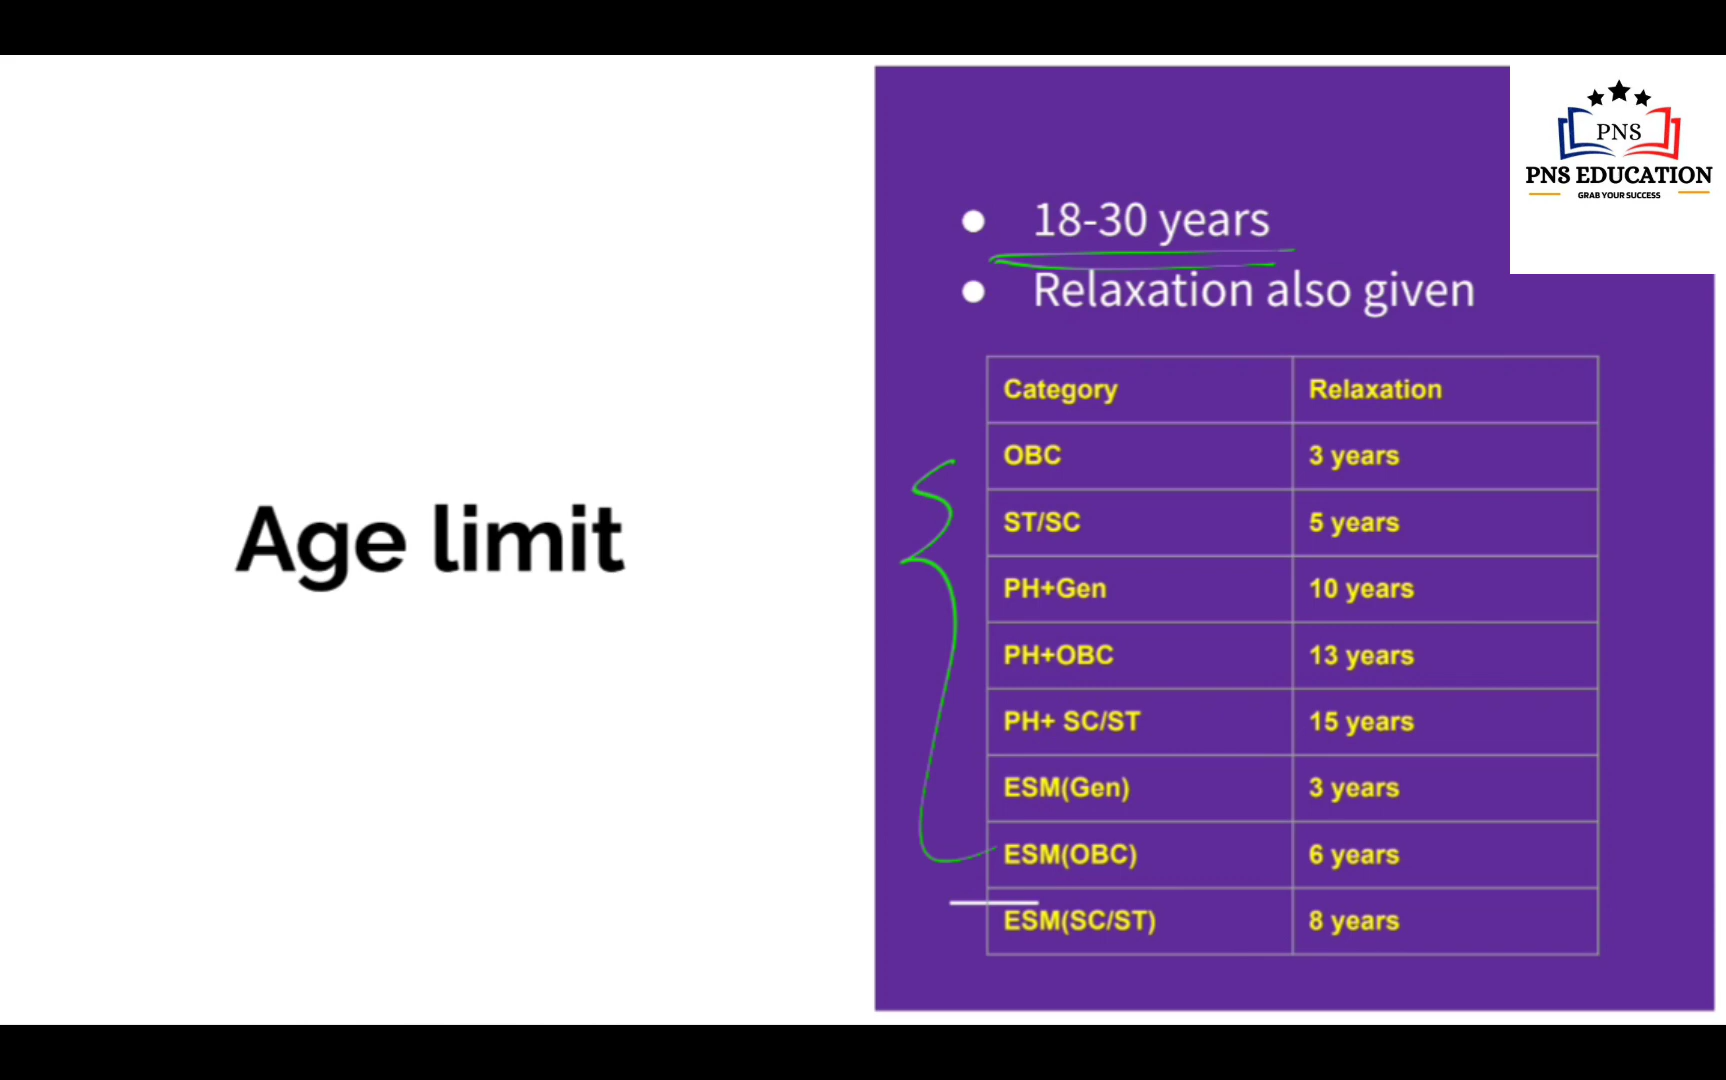 PNS
PNS EDUCATION
GRAB YOUR SUCCESS
Age limit
18-30 years
Relaxation also given
Category Relaxation
OBC 3 years
ST/SC 5 years
PH+Gen 10 years
PH+OBC 13 years
PH+ SC/ST 15 years
ESM(Gen) 3 years
ESM(OBC) 6 years
ESM(SC/ST) 8 years